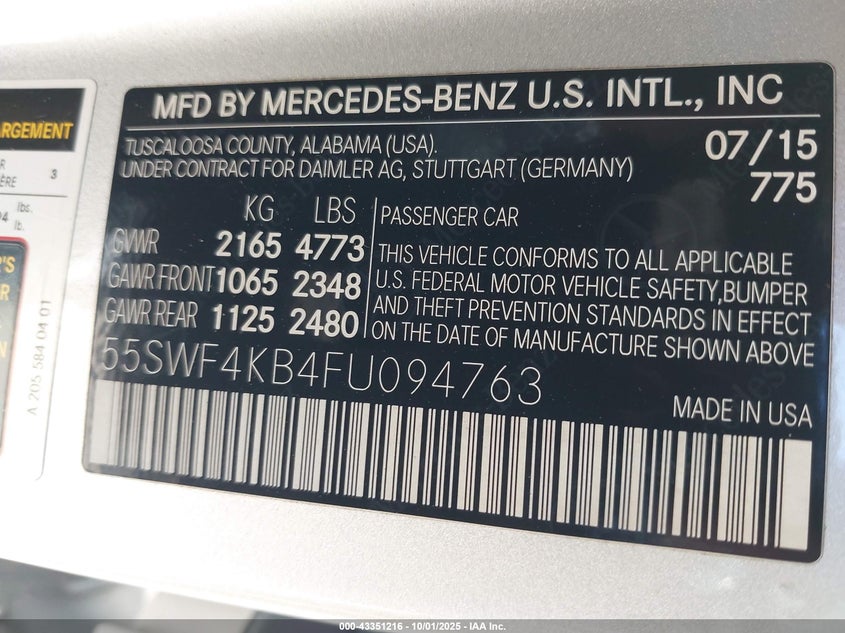 MFD BY MERCEDES-BENZ U.S. INTL., INC
TUSCALOOSA COUNTY, ALABAMA (USA).
UNDER CONTRACT FOR DAIMLER AG, STUTTGART (GERMANY)
07/15
775
KG LBS
GVWR 2165 4773
GAWR FRONT 1065 2348
GAWR REAR 1125 2480
PASSENGER CAR
THIS VEHICLE CONFORMS TO ALL APPLICABLE
U.S. FEDERAL MOTOR VEHICLE SAFETY,BUMPER
AND THEFT PREVENTION STANDARDS IN EFFECT
ON THE DATE OF MANUFACTURE SHOWN ABOVE
55SWF4KB4FU094763
MADE IN USA
ARGEMENT
3
lbs.
lb.
A 205 584 04 01
000-43351216 - 10/01/2025 - IAA Inc.